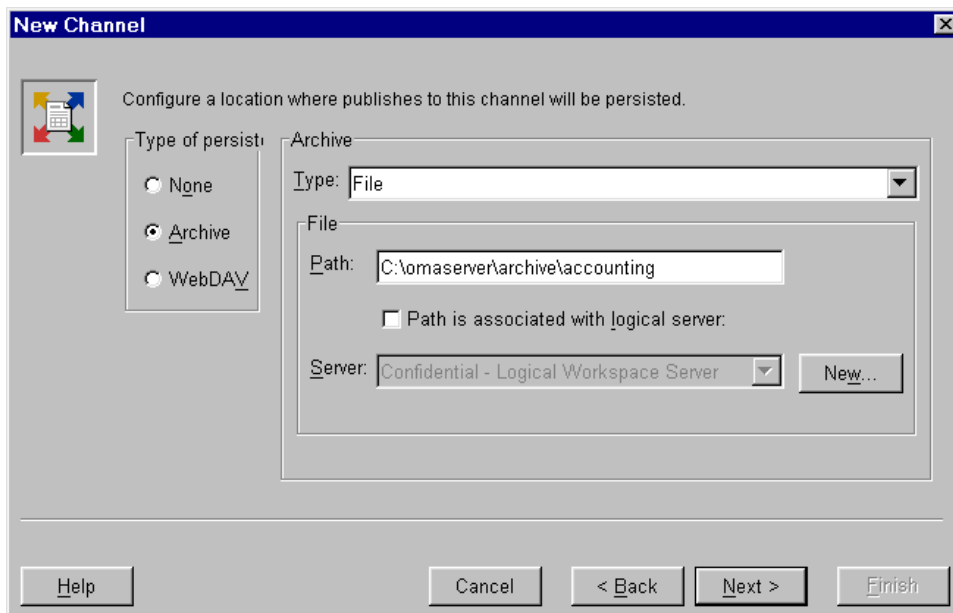 New Channel
Configure a location where publishes to this channel will be persisted.
Type of persist
None
Archive
WebDAV
Archive
Type: File
File
Path: C:\omaserver\archive\accounting
Path is associated with logical server:
Server: Confidential - Logical Workspace Server New...
Help Cancel < Back Next > Finish